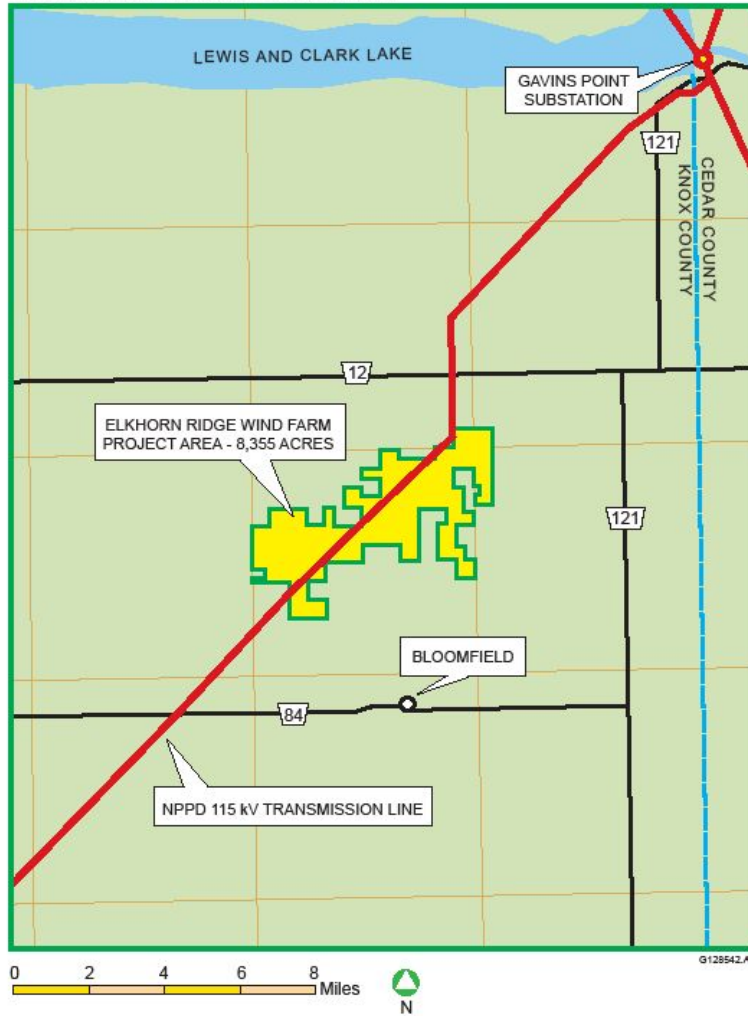 LEWIS AND CLARK LAKE
GAVINS POINT
SUBSTATION
121
CEDAR COUNTY
KNOX COUNTY
12
ELKHORN RIDGE WIND FARM
PROJECT AREA - 8,355 ACRES
121
BLOOMFIELD
84
NPPD 115 kV TRANSMISSION LINE
G128542.A
0 2 4 6 8
Miles
N